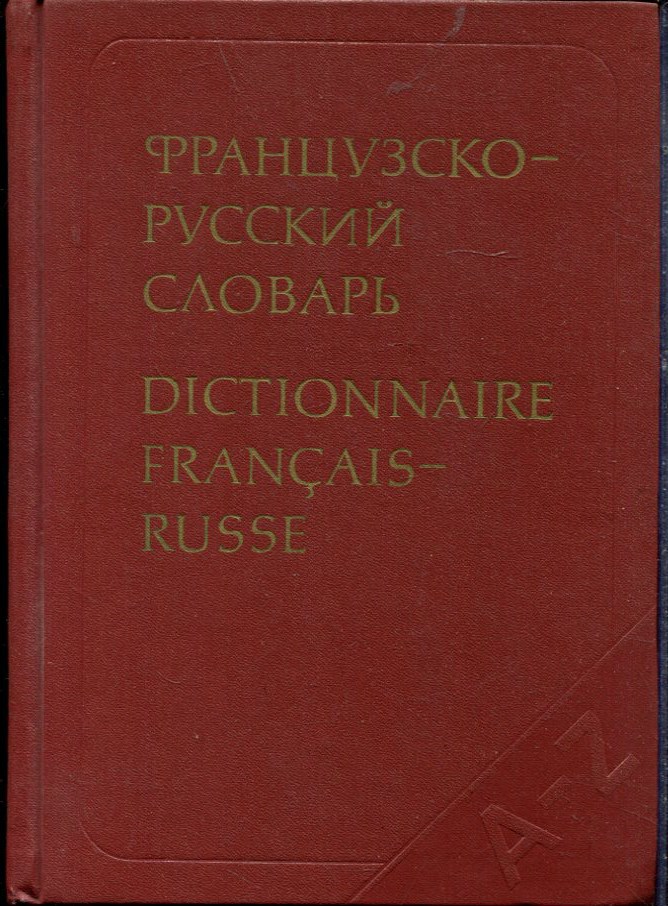 ФРАНЦУЗСКО–
РУССКИЙ
СЛОВАРЬ
DICTIONNAIRE
FRANÇAIS–
RUSSE
A–Z